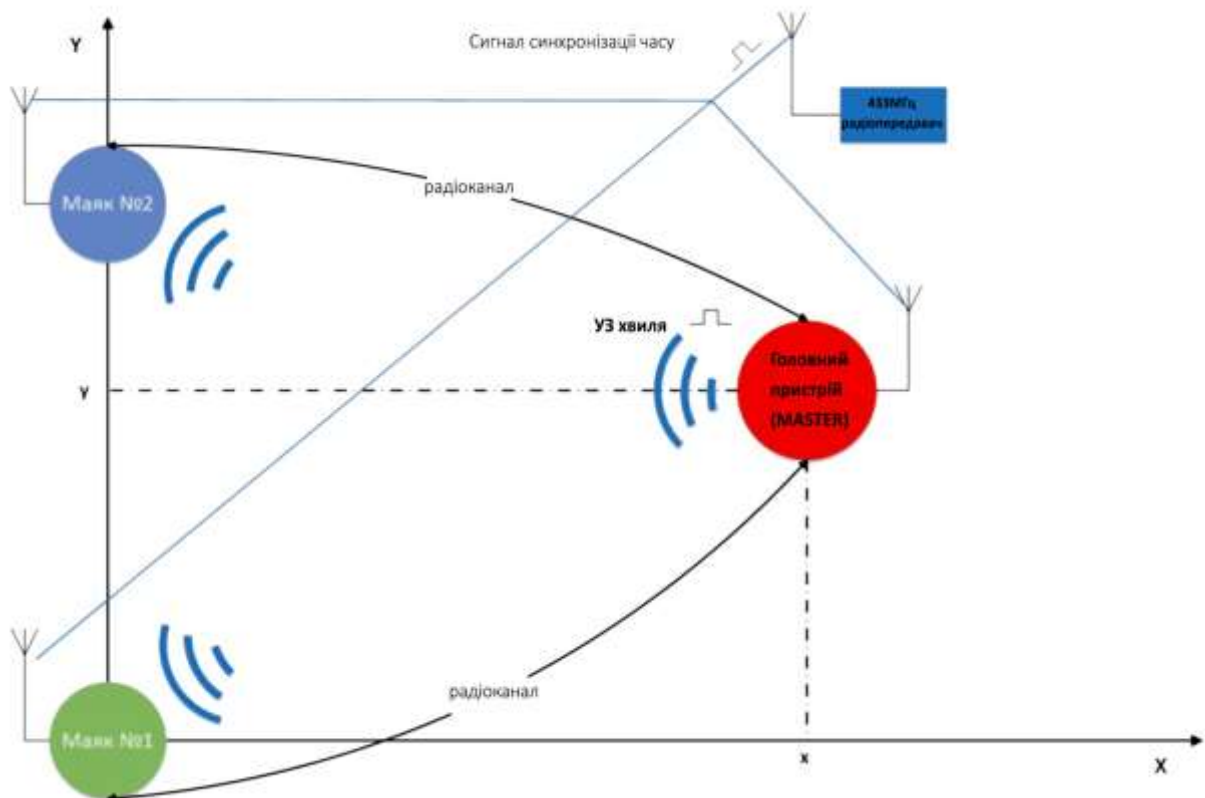 Y
Сигнал синхронізації часу
433МГц
радіопередавач
Маяк №2
радіоканал
УЗ хвиля
Головний
пристрій
(MASTER)
Y
радіоканал
Маяк №1
x
X